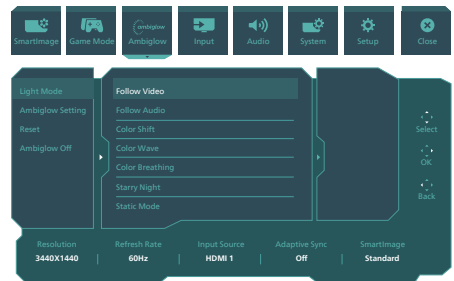 ambiglow
SmartImage Game Mode Ambiglow Input Audio System Setup Close
Light Mode
Ambiglow Setting
Reset
Ambiglow Off
Follow Video
Follow Audio
Color Shift
Color Wave
Color Breathing
Starry Night
Static Mode
Select
OK
Back
Resolution Refresh Rate Input Source Adaptive Sync SmartImage
3440X1440 | 60Hz | HDMI 1 | Off | Standard